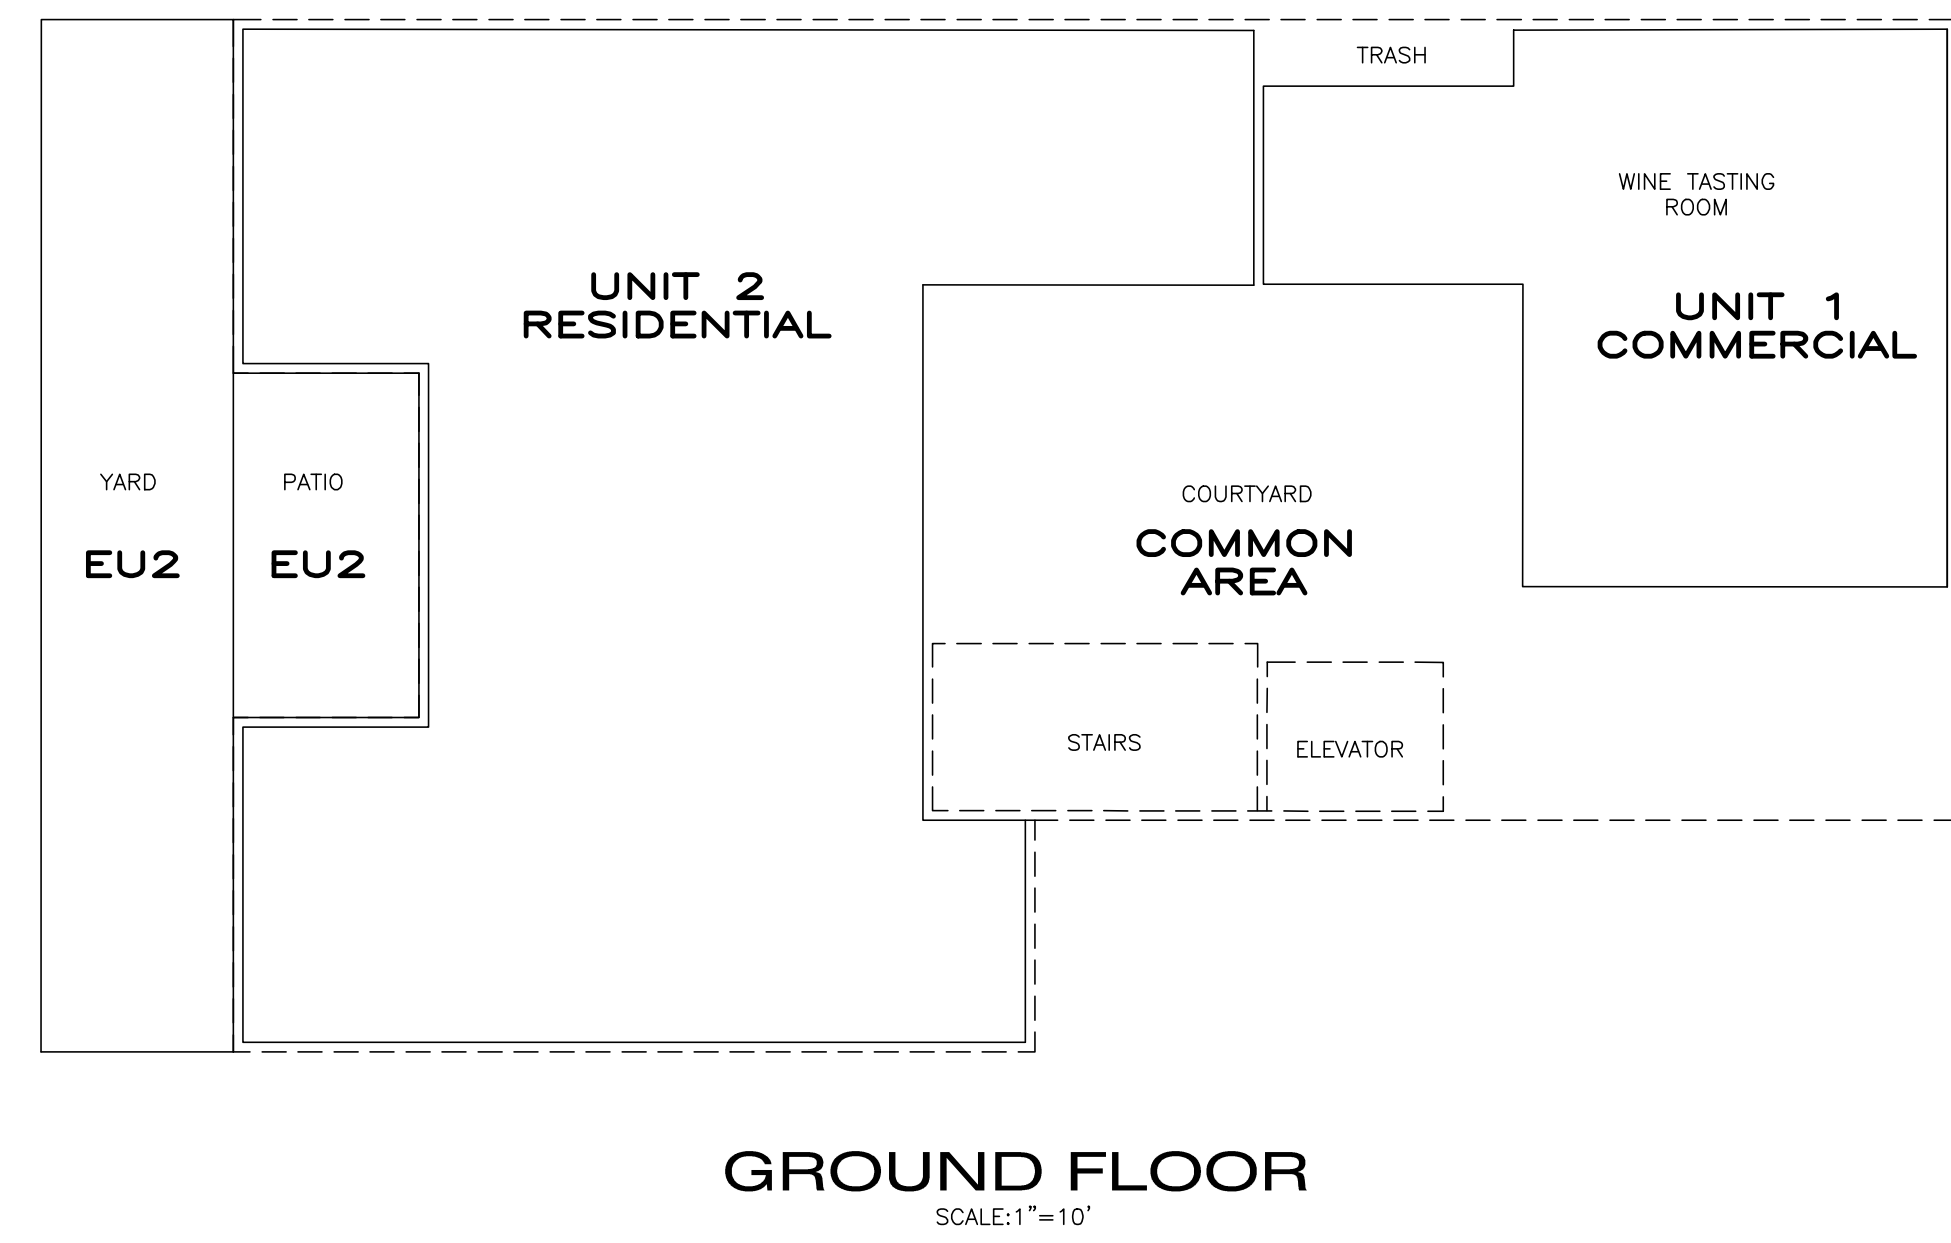 TRASH
WINE TASTING
ROOM
UNIT 2
RESIDENTIAL
UNIT 1
COMMERCIAL
YARD
EU2
PATIO
EU2
COURTYARD
COMMON
AREA
STAIRS
ELEVATOR
GROUND FLOOR
SCALE:1"=10'